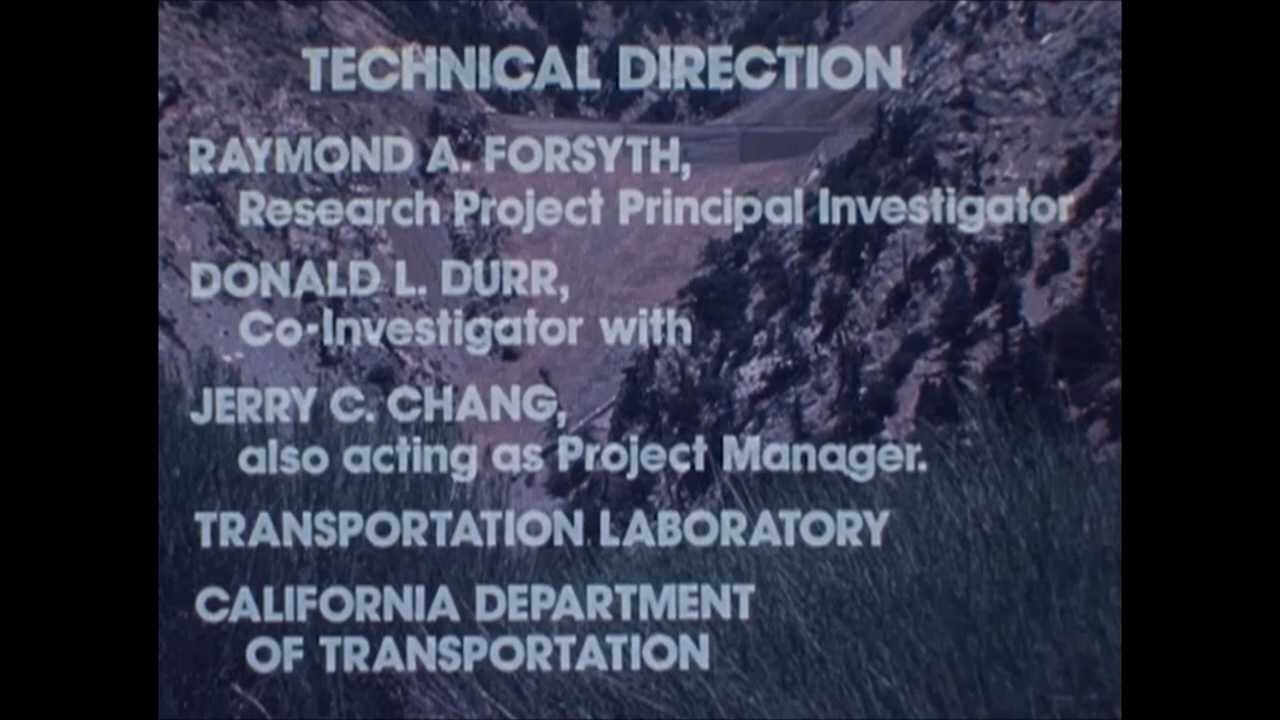 TECHNICAL DIRECTION
RAYMOND A. FORSYTH,
Research Project Principal Investigator
DONALD L. DURR,
Co-Investigator with
JERRY C. CHANG,
also acting as Project Manager.
TRANSPORTATION LABORATORY
CALIFORNIA DEPARTMENT
OF TRANSPORTATION